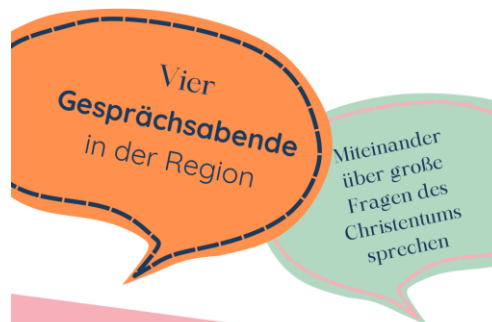 Vier
Gesprächsabende
in der Region
Miteinander
über große
Fragen des
Christentums
sprechen